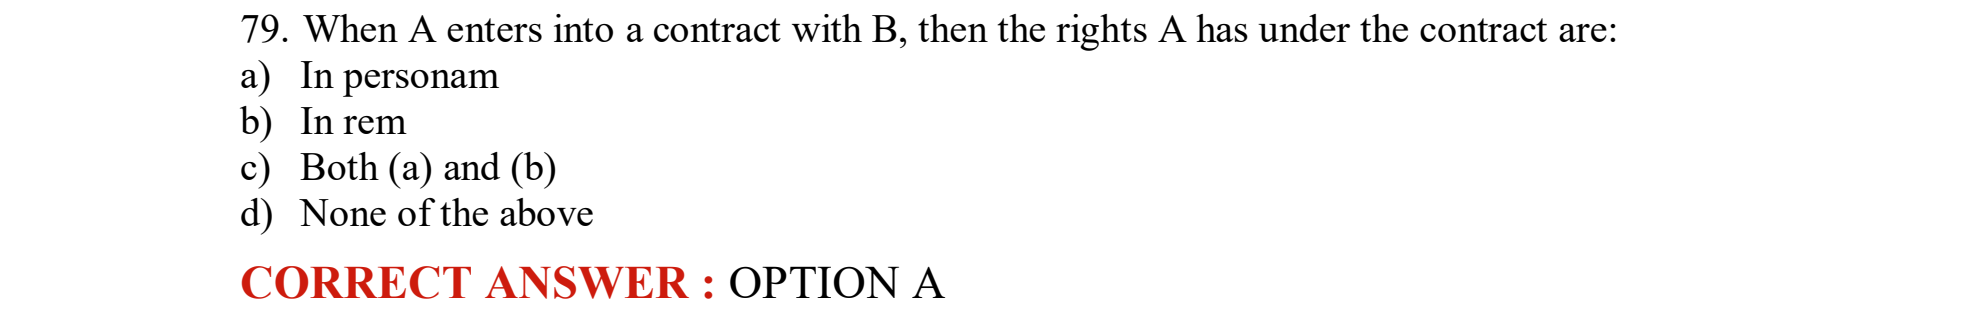 79. When A enters into a contract with B, then the rights A has under the contract are:
a) In personam
b) In rem
c) Both (a) and (b)
d) None of the above
CORRECT ANSWER : OPTION A